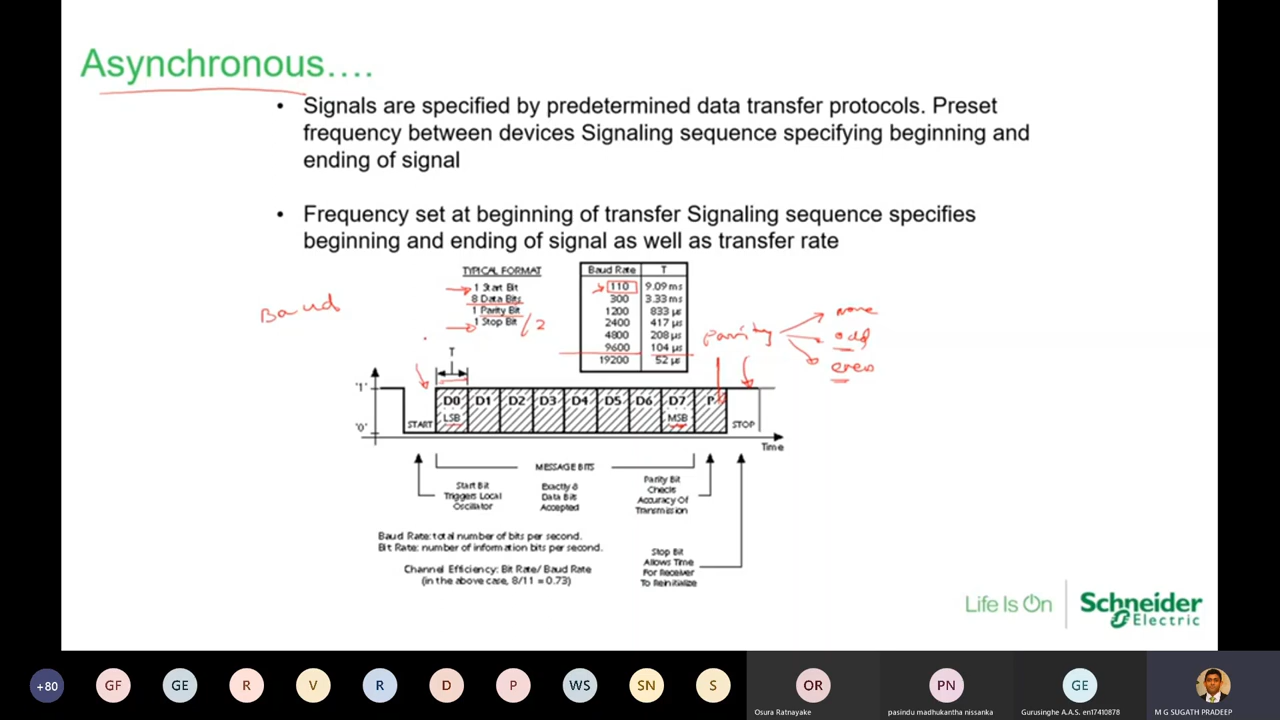 Asynchronous....
• Signals are specified by predetermined data transfer protocols. Preset
frequency between devices Signaling sequence specifying beginning and
ending of signal
• Frequency set at beginning of transfer Signaling sequence specifies
beginning and ending of signal as well as transfer rate
TYPICAL FORMAT
1 Start Bit
8 Data Bits
1 Parity Bit
1 Stop Bit /2
Baud Rate T
110 9.09 ms
300 3.33 ms
1200 833 µs
2400 417 µs
4800 208 µs
9600 104 µs
19200 52 µs
Baud
Parity
none
odd
even
T
'1'
'0'
START
D0 D1 D2 D3 D4 D5 D6 D7 P
LSB MSB
STOP
Time
MESSAGE BITS
Start Bit
Triggers Local
Oscillator
Exactly 8
Data Bits
Accepted
Parity Bit
Checks
Accuracy Of
Transmission
Baud Rate: total number of bits per second.
Bit Rate: number of information bits per second.
Channel Efficiency: Bit Rate/ Baud Rate
(in the above case, 8/11 = 0.73)
Stop Bit
Allows Time
For Receiver
To Reinitialize
Life Is On
Schneider
Electric
+80 GF GE R V R D P WS SN S OR PN GE
Osura Ratnayake
pasindu madhukantha nissanka
Gurusinghe A.A.S. en17410878
M G SUGATH PRADEEP